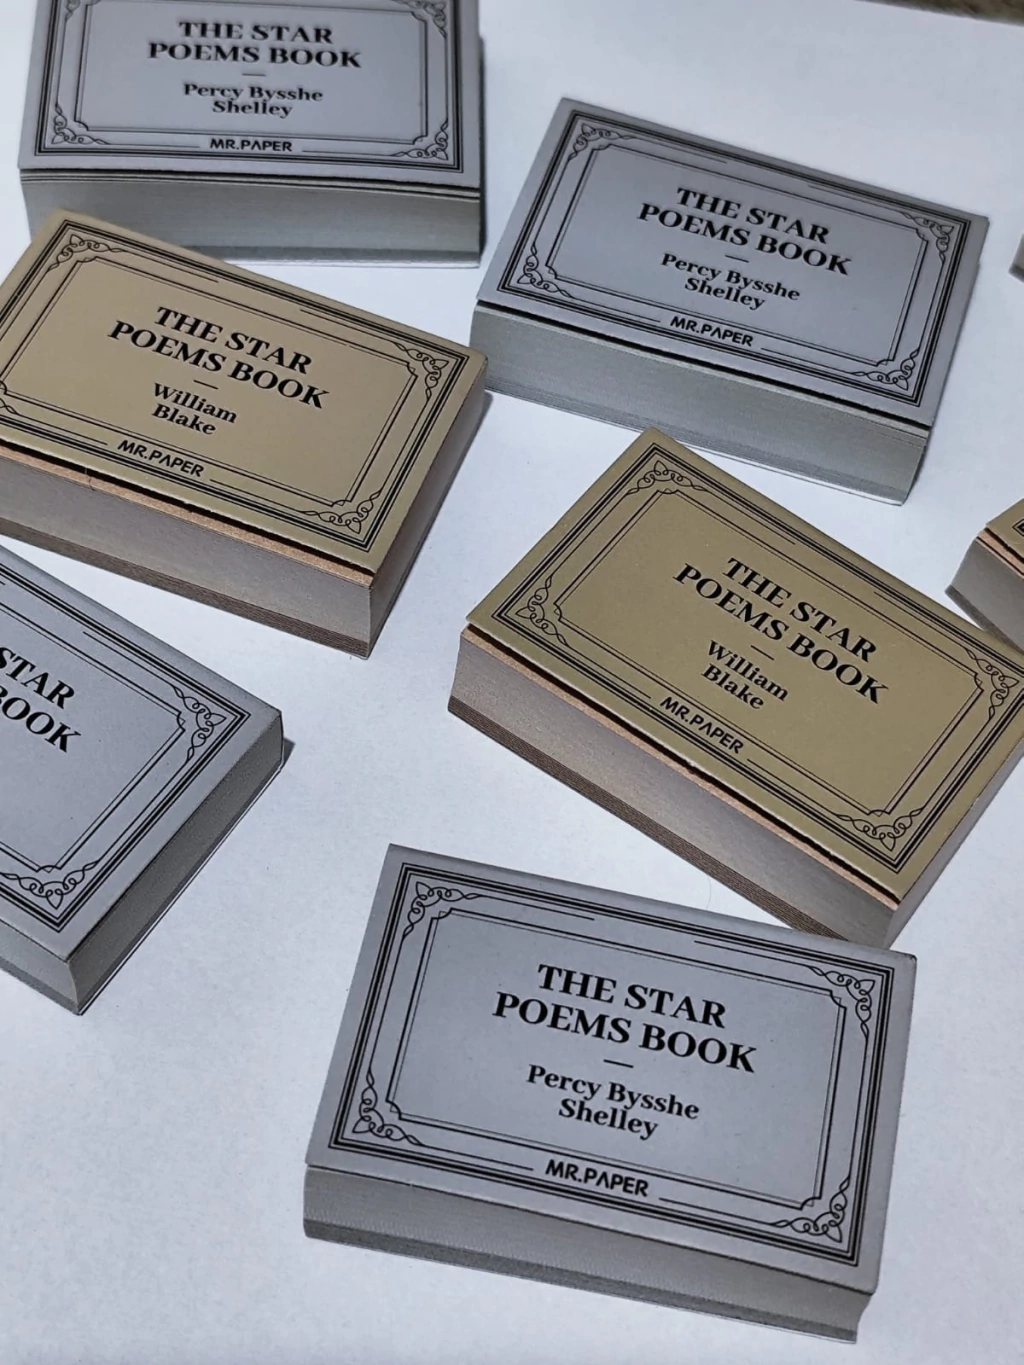 THE STAR
POEMS BOOK
Percy Bysshe
Shelley
MR.PAPER
THE STAR
POEMS BOOK
Percy Bysshe
Shelley
MR.PAPER
THE STAR
POEMS BOOK
William
Blake
MR.PAPER
THE STAR
POEMS BOOK
William
Blake
MR.PAPER
STAR
BOOK
THE STAR
POEMS BOOK
Percy Bysshe
Shelley
MR.PAPER